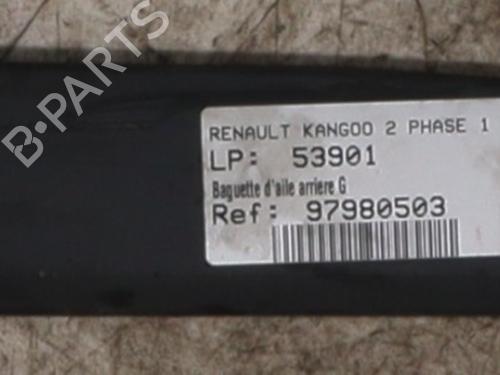 B-PARTS
RENAULT KANGOO 2 PHASE 1
LP: 53901
Baguette d'aile arriere G
Ref: 97980503